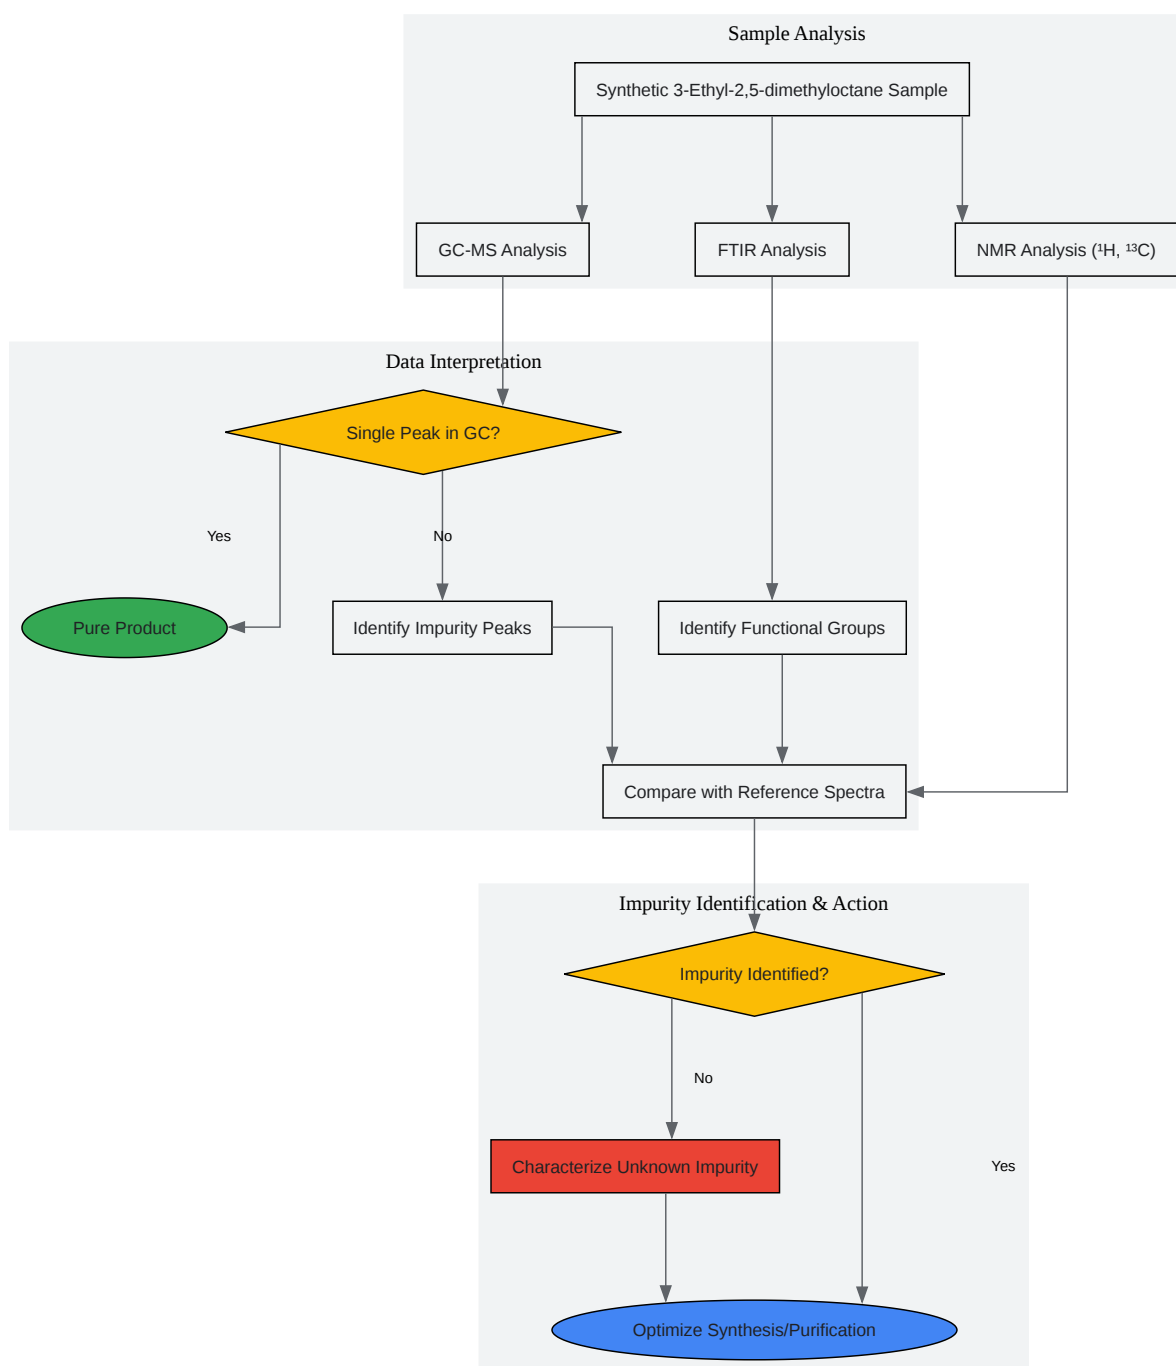 Sample Analysis
Synthetic 3-Ethyl-2,5-dimethyloctane Sample
GC-MS Analysis
FTIR Analysis
NMR Analysis (¹H, ¹³C)
Data Interpretation
Single Peak in GC?
Yes
No
Pure Product
Identify Impurity Peaks
Identify Functional Groups
Compare with Reference Spectra
Impurity Identification & Action
Impurity Identified?
No
Characterize Unknown Impurity
Yes
Optimize Synthesis/Purification